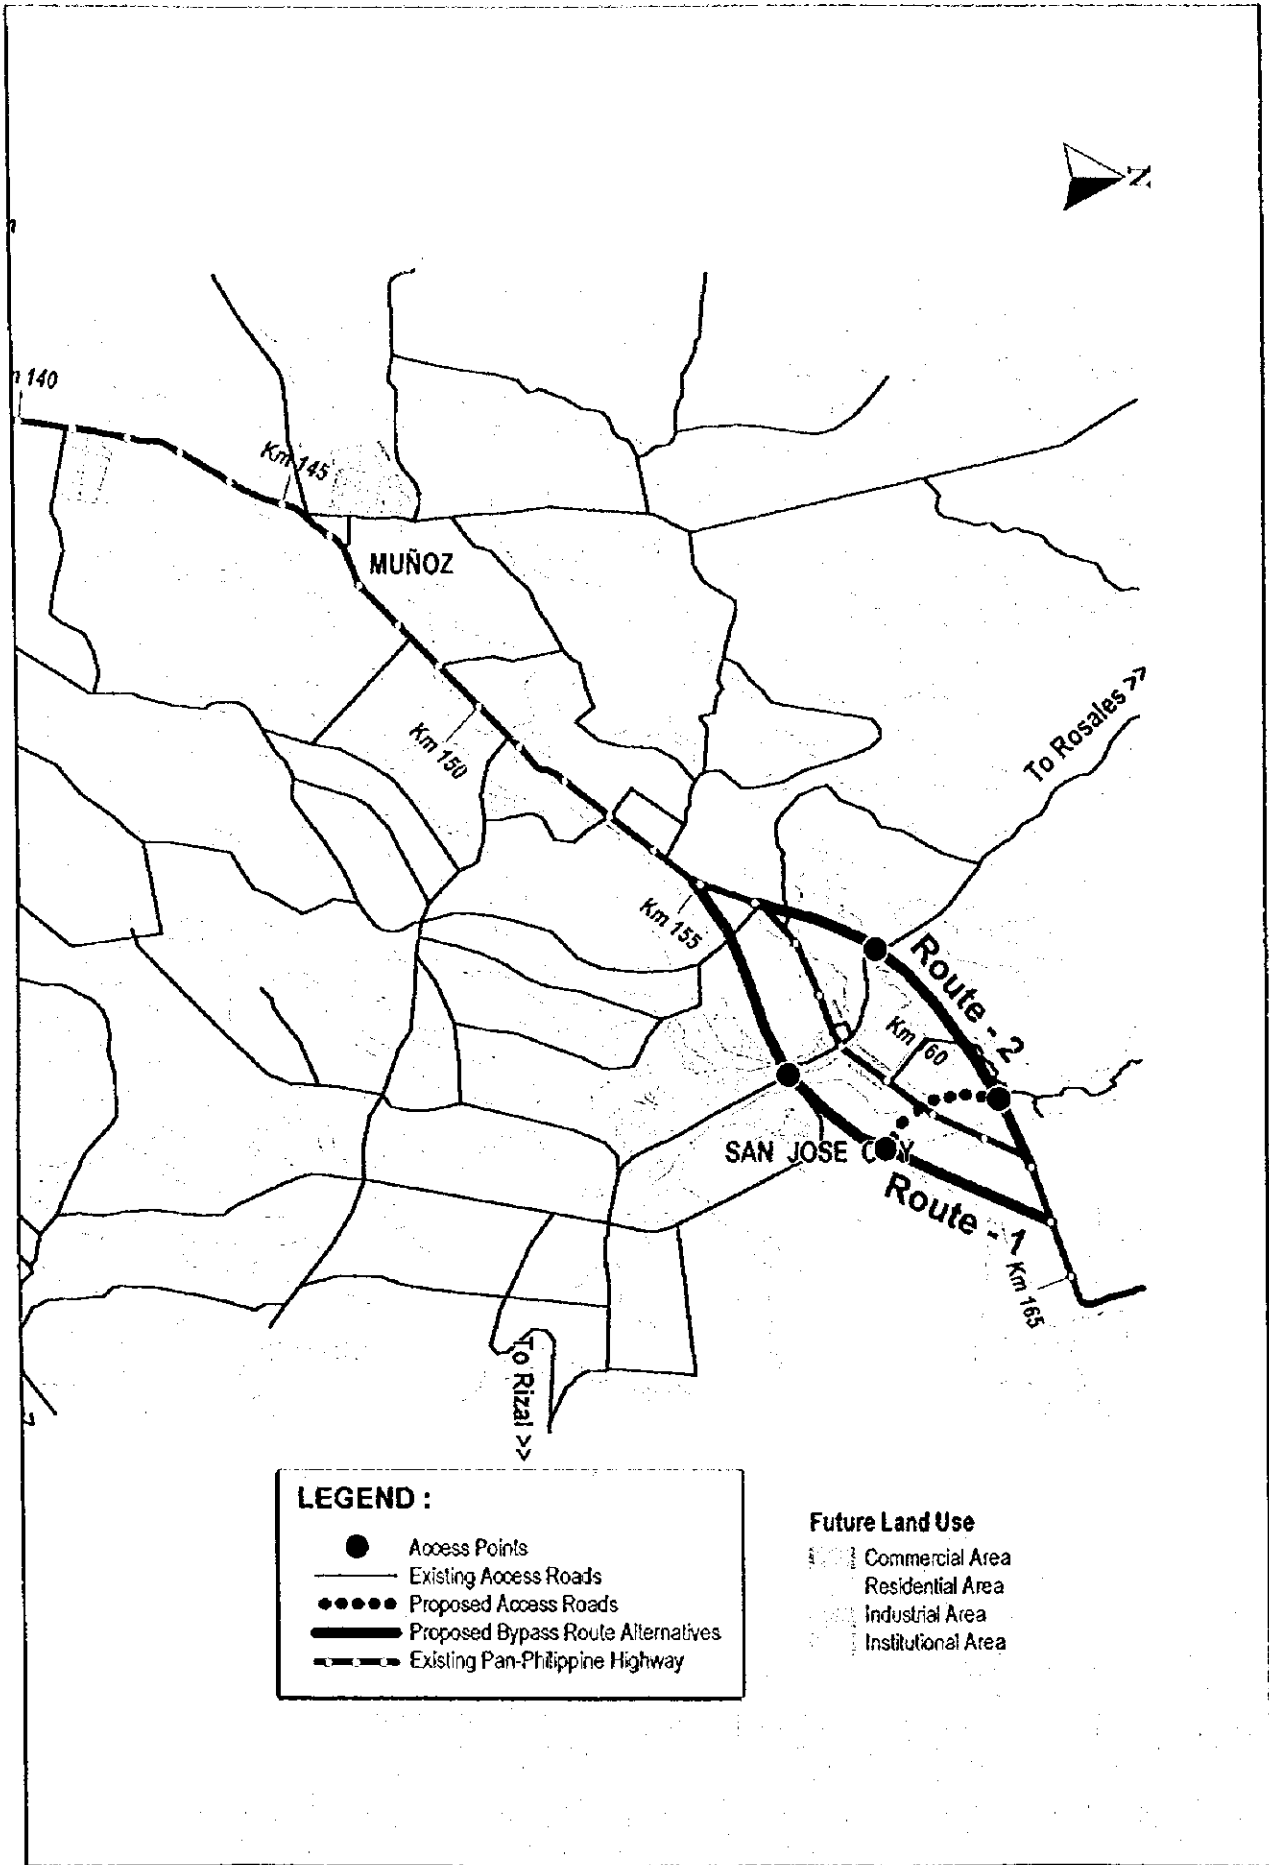 N
140
Km 145
MUÑOZ
To Rosales >>
Km 150
Km 155
Route - 2
Km 160
SAN JOSE C Y
Route - 1
Km 165
To Rizal >>
LEGEND :
Access Points
Existing Access Roads
Proposed Access Roads
Proposed Bypass Route Alternatives
Existing Pan-Philippine Highway
Future Land Use
Commercial Area
Residential Area
Industrial Area
Institutional Area